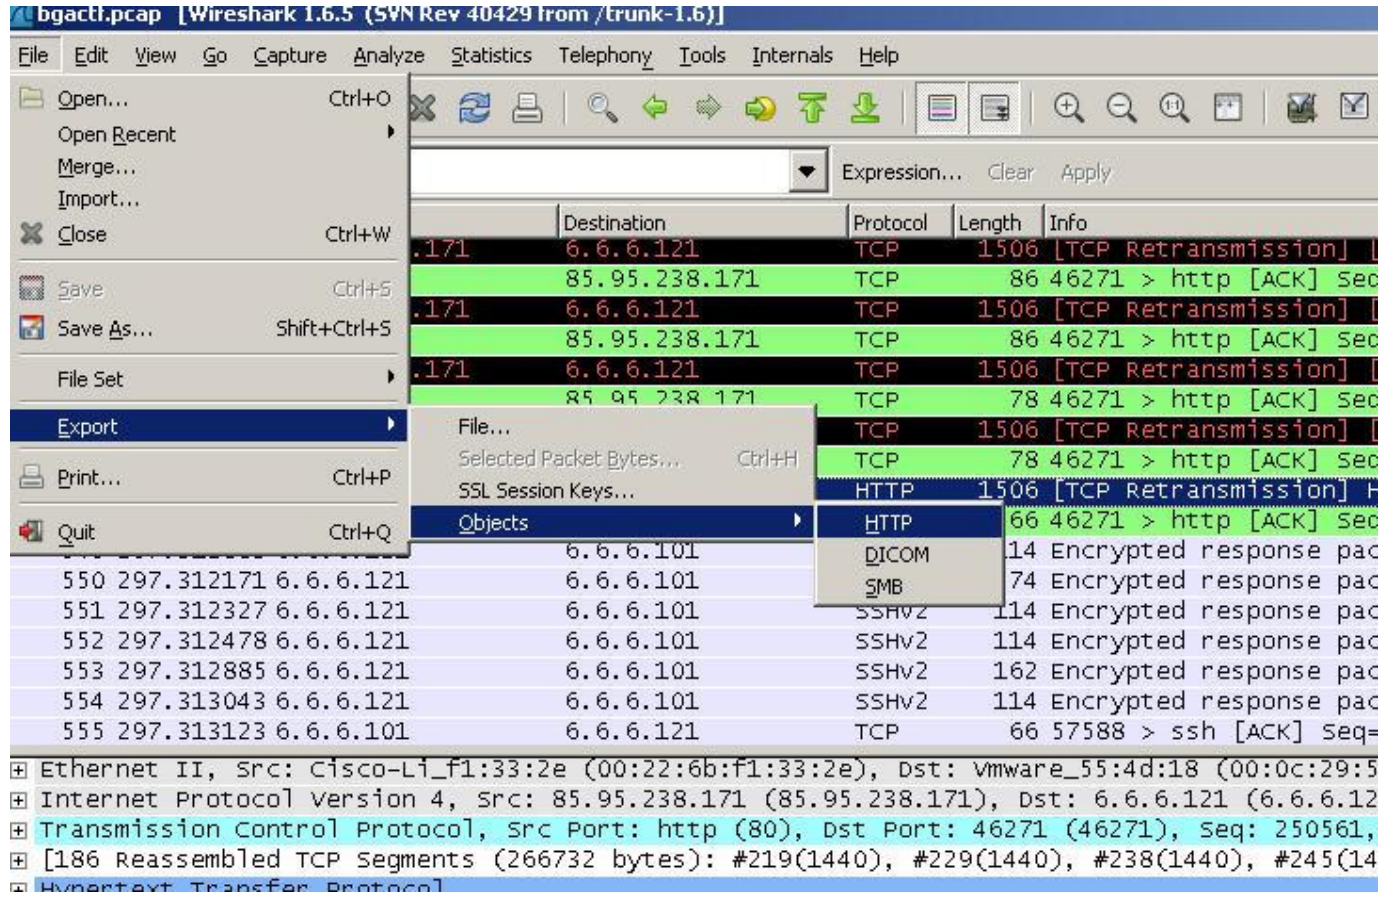 bgactf.pcap [Wireshark 1.6.5 (SVN Rev 40429 from /trunk-1.6)]
File Edit View Go Capture Analyze Statistics Telephony Tools Internals Help
Open... Ctrl+O
Open Recent
Merge...
Import...
Close Ctrl+W
Save Ctrl+S
Save As... Shift+Ctrl+S
File Set
Export
Print... Ctrl+P
Quit Ctrl+Q
File...
Selected Packet Bytes... Ctrl+H
SSL Session Keys...
Objects
HTTP
DICOM
SMB
Expression... Clear Apply
Destination Protocol Length Info
.171 6.6.6.121 TCP 1506 [TCP Retransmission] [
85.95.238.171 TCP 86 46271 > http [ACK] Seq
.171 6.6.6.121 TCP 1506 [TCP Retransmission] [
85.95.238.171 TCP 86 46271 > http [ACK] Seq
.171 6.6.6.121 TCP 1506 [TCP Retransmission] [
85.95.238.171 TCP 78 46271 > http [ACK] Seq
TCP 1506 [TCP Retransmission] [
TCP 78 46271 > http [ACK] Seq
HTTP 1506 [TCP Retransmission] H
66 46271 > http [ACK] Seq
6.6.6.101 114 Encrypted response pac
550 297.312171 6.6.6.121 6.6.6.101 74 Encrypted response pac
551 297.312327 6.6.6.121 6.6.6.101 SSHv2 114 Encrypted response pac
552 297.312478 6.6.6.121 6.6.6.101 SSHv2 114 Encrypted response pac
553 297.312885 6.6.6.121 6.6.6.101 SSHv2 162 Encrypted response pac
554 297.313043 6.6.6.121 6.6.6.101 SSHv2 114 Encrypted response pac
555 297.313123 6.6.6.101 6.6.6.121 TCP 66 57588 > ssh [ACK] Seq=
Ethernet II, Src: Cisco-Li_f1:33:2e (00:22:6b:f1:33:2e), Dst: Vmware_55:4d:18 (00:0c:29:5
Internet Protocol Version 4, Src: 85.95.238.171 (85.95.238.171), Dst: 6.6.6.121 (6.6.6.12
Transmission Control Protocol, Src Port: http (80), Dst Port: 46271 (46271), Seq: 250561,
[186 Reassembled TCP Segments (266732 bytes): #219(1440), #229(1440), #238(1440), #245(14
Hypertext Transfer Protocol